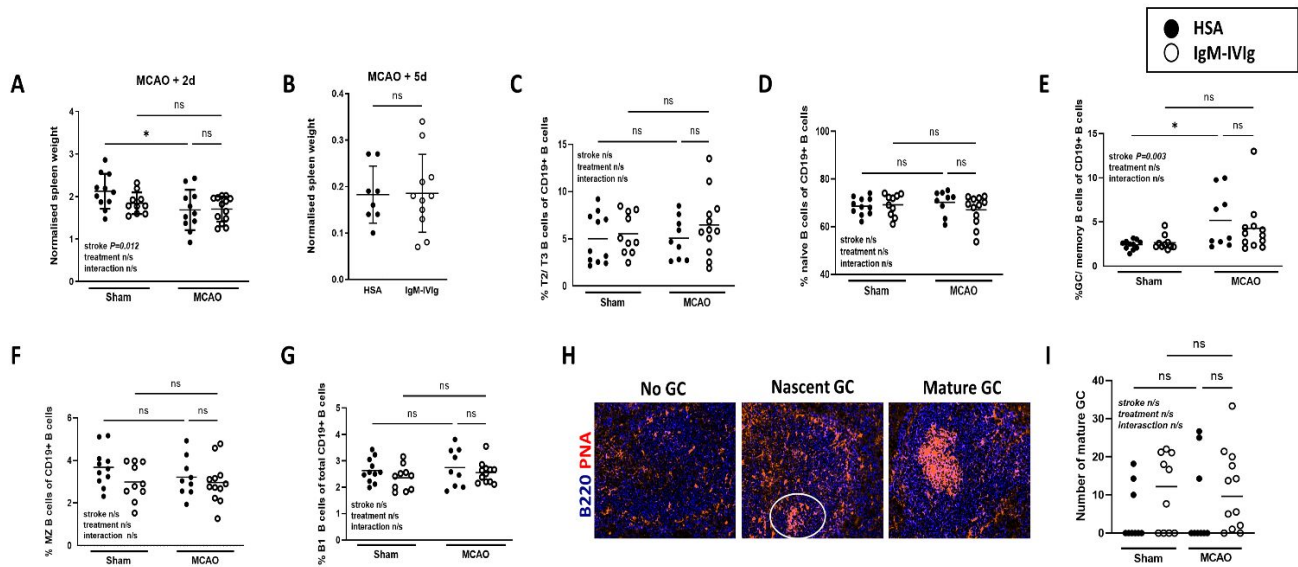 HSA
IgM-IVIg
A
MCAO + 2d
Normalised spleen weight
4
3
2
1
0
ns
*
ns
stroke P=0.012
treatment n/s
interaction n/s
Sham
MCAO
B
MCAO + 5d
Normalised spleen weight
0.4
0.3
0.2
0.1
0.0
ns
HSA
IgM-IVIg
C
% T2/ T3 B cells of CD19+ B cells
20
15
10
5
0
ns
ns
ns
stroke n/s
treatment n/s
interaction n/s
Sham
MCAO
D
% naive B cells of CD19+ B cells
100
80
60
40
ns
ns
ns
stroke n/s
treatment n/s
interaction n/s
Sham
MCAO
E
%GC/ memory B cells of CD19+ B cells
20
15
10
5
0
ns
*
ns
stroke P=0.003
treatment n/s
interaction n/s
Sham
MCAO
F
% MZ B cells of CD19+ B cell
8
6
4
2
0
ns
ns
ns
stroke n/s
treatment n/s
interaction n/s
Sham
MCAO
G
% B1 B cells of total CD19+ B cells
5
4
3
2
1
0
ns
ns
ns
stroke n/s
treatment n/s
interaction n/s
Sham
MCAO
H
No GC
Nascent GC
Mature GC
B220 PNA
I
Number of mature GC
40
30
20
10
0
ns
ns
ns
stroke n/s
treatment n/s
interasction n/s
Sham
MCAO